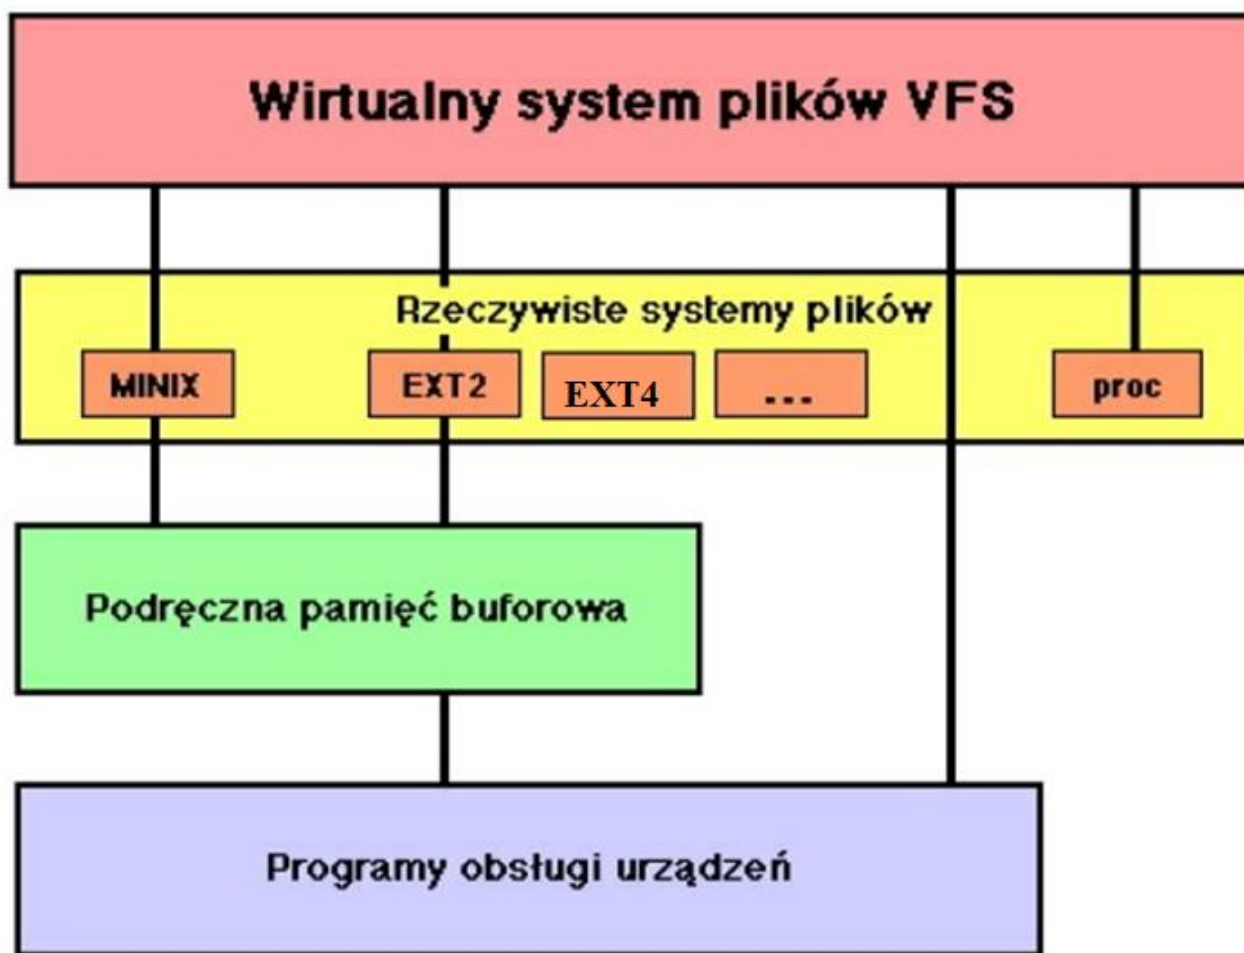 Wirtualny system plików VFS
Rzeczywiste systemy plików
MINIX
EXT2
EXT4
...
proc
Podręczna pamięć buforowa
Programy obsługi urządzeń